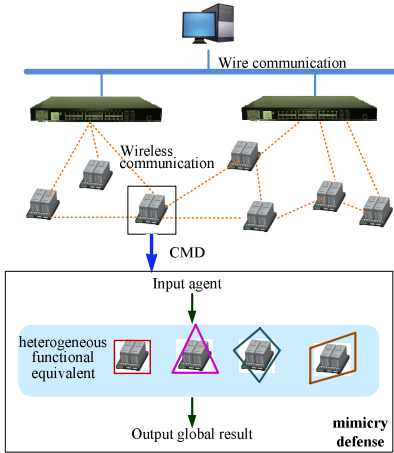 Wire communication
Wireless
communication
CMD
Input agent
heterogeneous
functional
equivalent
Output global result
mimicry
defense